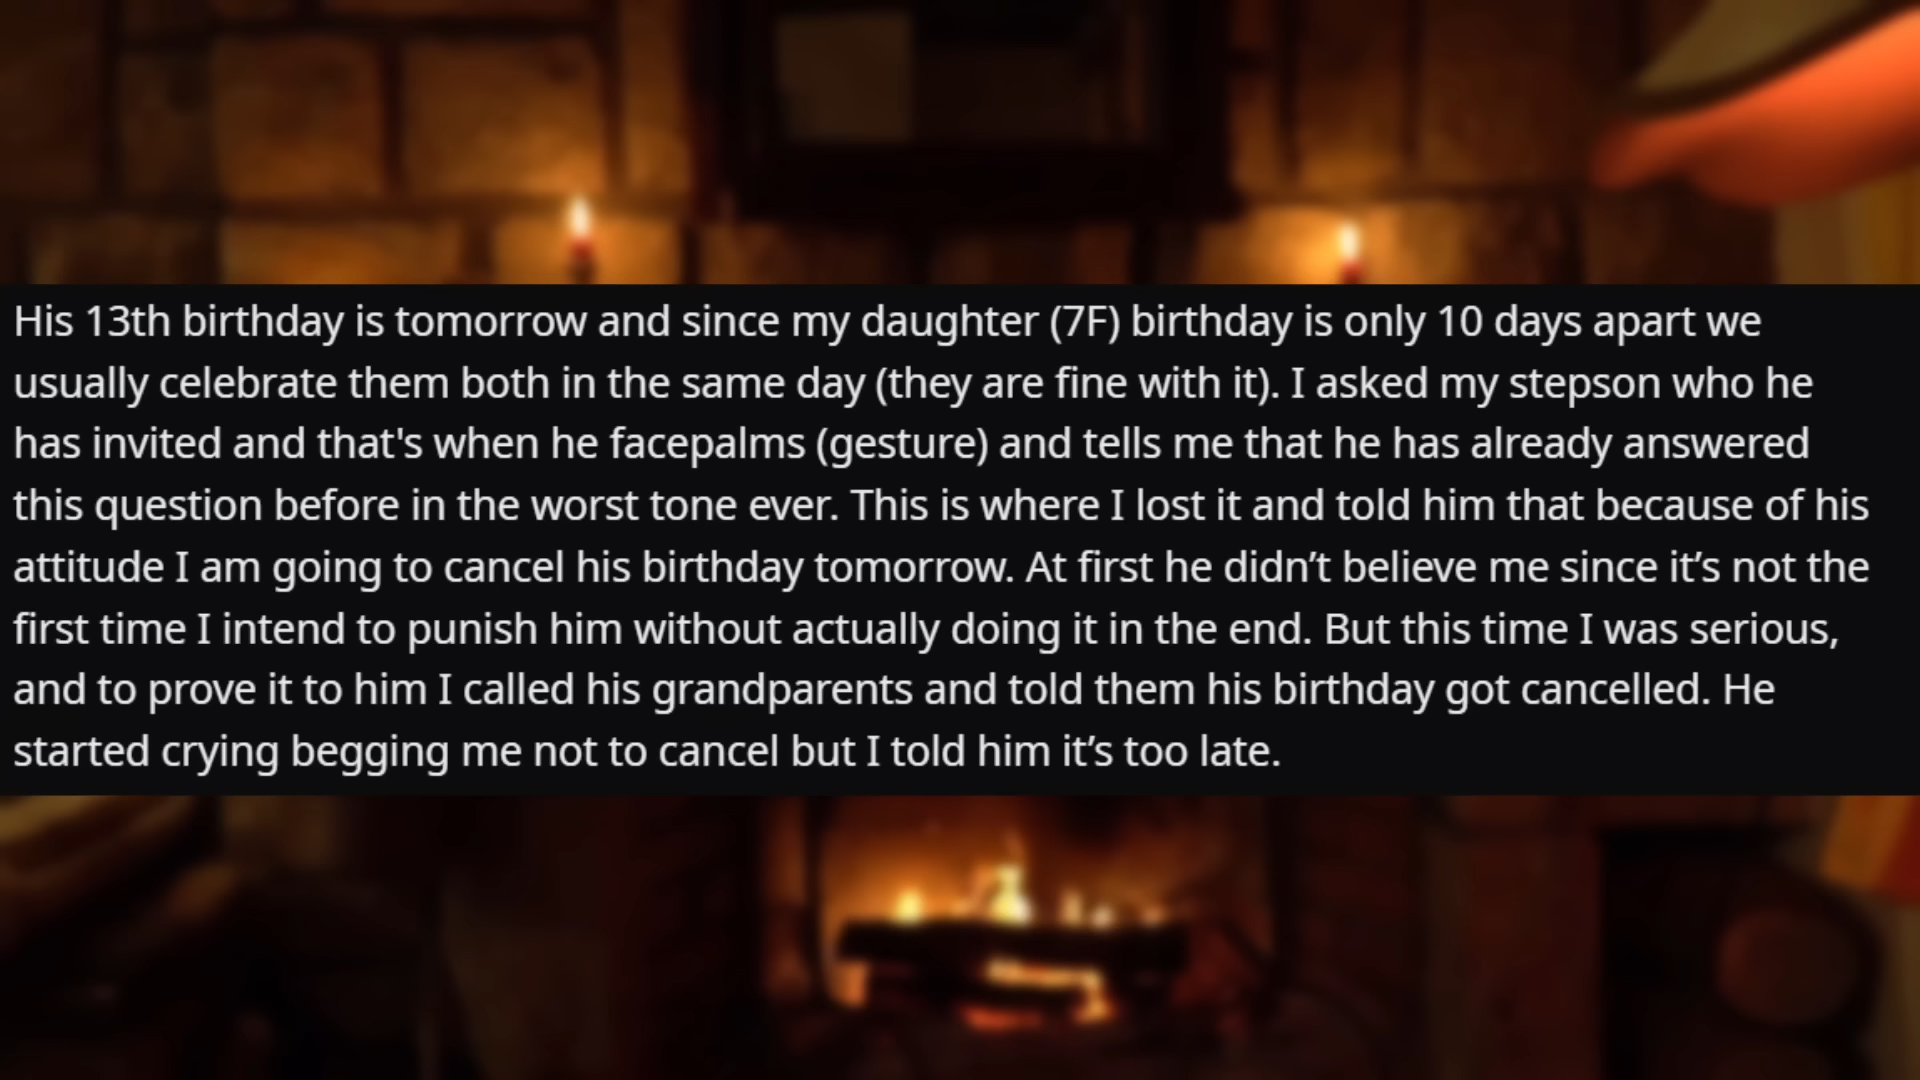 His 13th birthday is tomorrow and since my daughter (7F) birthday is only 10 days apart we
usually celebrate them both in the same day (they are fine with it). I asked my stepson who he
has invited and that's when he facepalms (gesture) and tells me that he has already answered
this question before in the worst tone ever. This is where I lost it and told him that because of his
attitude I am going to cancel his birthday tomorrow. At first he didn’t believe me since it’s not the
first time I intend to punish him without actually doing it in the end. But this time I was serious,
and to prove it to him I called his grandparents and told them his birthday got cancelled. He
started crying begging me not to cancel but I told him it’s too late.